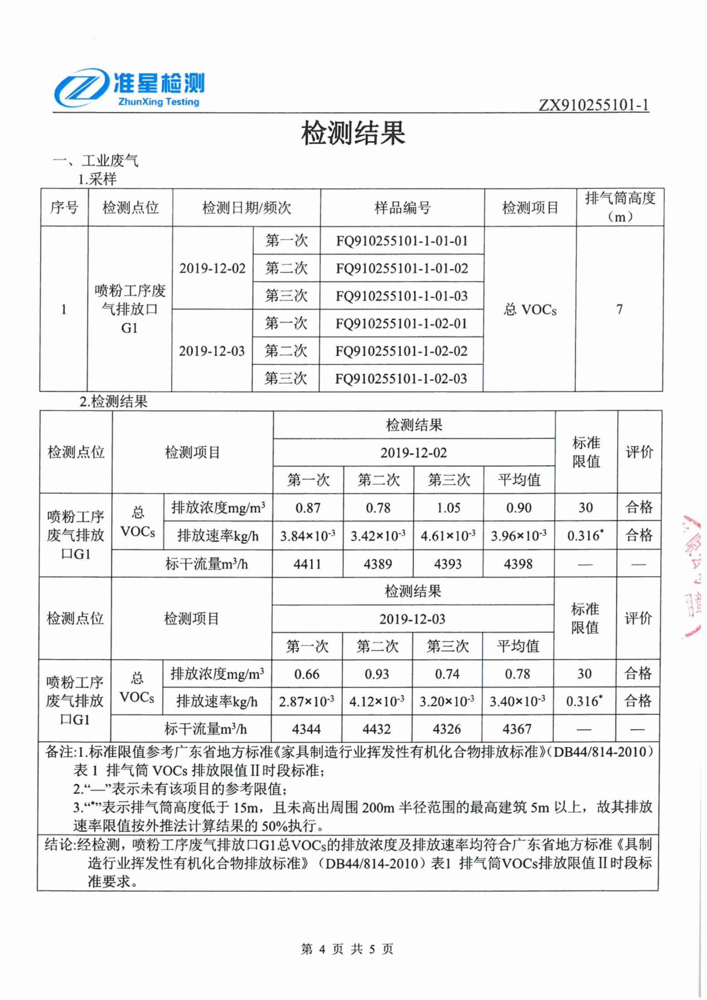 准星检测
ZhunXing Testing
ZX910255101-1
检测结果
一、工业废气
1.采样
序号 检测点位 检测日期/频次 样品编号 检测项目 排气筒高度（m）
1 喷粉工序废气排放口G1 2019-12-02 第一次 FQ910255101-1-01-01 总 VOCs 7
第二次 FQ910255101-1-01-02
第三次 FQ910255101-1-01-03
2019-12-03 第一次 FQ910255101-1-02-01
第二次 FQ910255101-1-02-02
第三次 FQ910255101-1-02-03
2.检测结果
检测点位 检测项目 检测结果 标准限值 评价
2019-12-02
第一次 第二次 第三次 平均值
喷粉工序废气排放口G1 总VOCs 排放浓度mg/m³ 0.87 0.78 1.05 0.90 30 合格
排放速率kg/h 3.84×10⁻³ 3.42×10⁻³ 4.61×10⁻³ 3.96×10⁻³ 0.316* 合格
标干流量m³/h 4411 4389 4393 4398 — —
检测点位 检测项目 检测结果 标准限值 评价
2019-12-03
第一次 第二次 第三次 平均值
喷粉工序废气排放口G1 总VOCs 排放浓度mg/m³ 0.66 0.93 0.74 0.78 30 合格
排放速率kg/h 2.87×10⁻³ 4.12×10⁻³ 3.20×10⁻³ 3.40×10⁻³ 0.316* 合格
标干流量m³/h 4344 4432 4326 4367 — —
备注:1.标准限值参考广东省地方标准《家具制造行业挥发性有机化合物排放标准》（DB44/814-2010）
表 1 排气筒 VOCs 排放限值Ⅱ时段标准；
2.“—”表示未有该项目的参考限值；
3.“*”表示排气筒高度低于 15m，且未高出周围 200m 半径范围的最高建筑 5m 以上，故其排放
速率限值按外推法计算结果的 50%执行。
结论:经检测，喷粉工序废气排放口G1总VOCs的排放浓度及排放速率均符合广东省地方标准《具制
造行业挥发性有机化合物排放标准》（DB44/814-2010）表1 排气筒VOCs排放限值Ⅱ时段标
准要求。
第 4 页 共 5 页